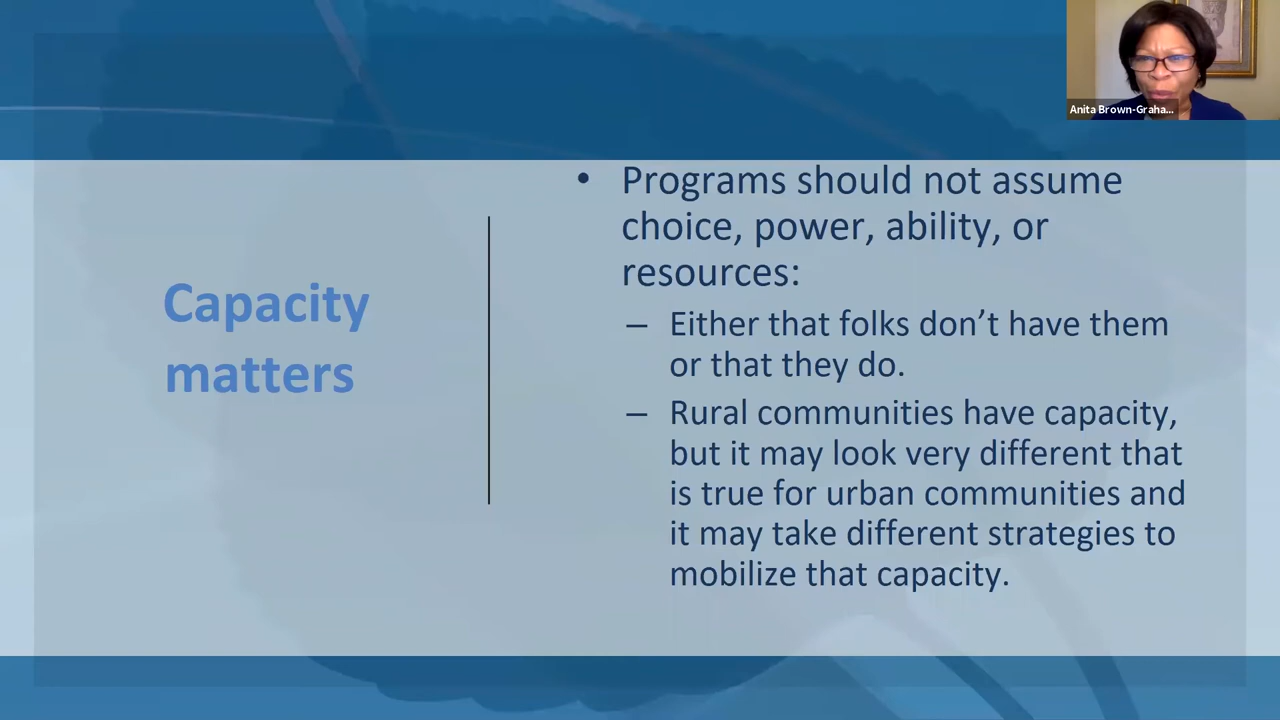 Anita Brown-Graha...
Capacity
matters
• Programs should not assume
choice, power, ability, or
resources:
– Either that folks don’t have them
or that they do.
– Rural communities have capacity,
but it may look very different that
is true for urban communities and
it may take different strategies to
mobilize that capacity.